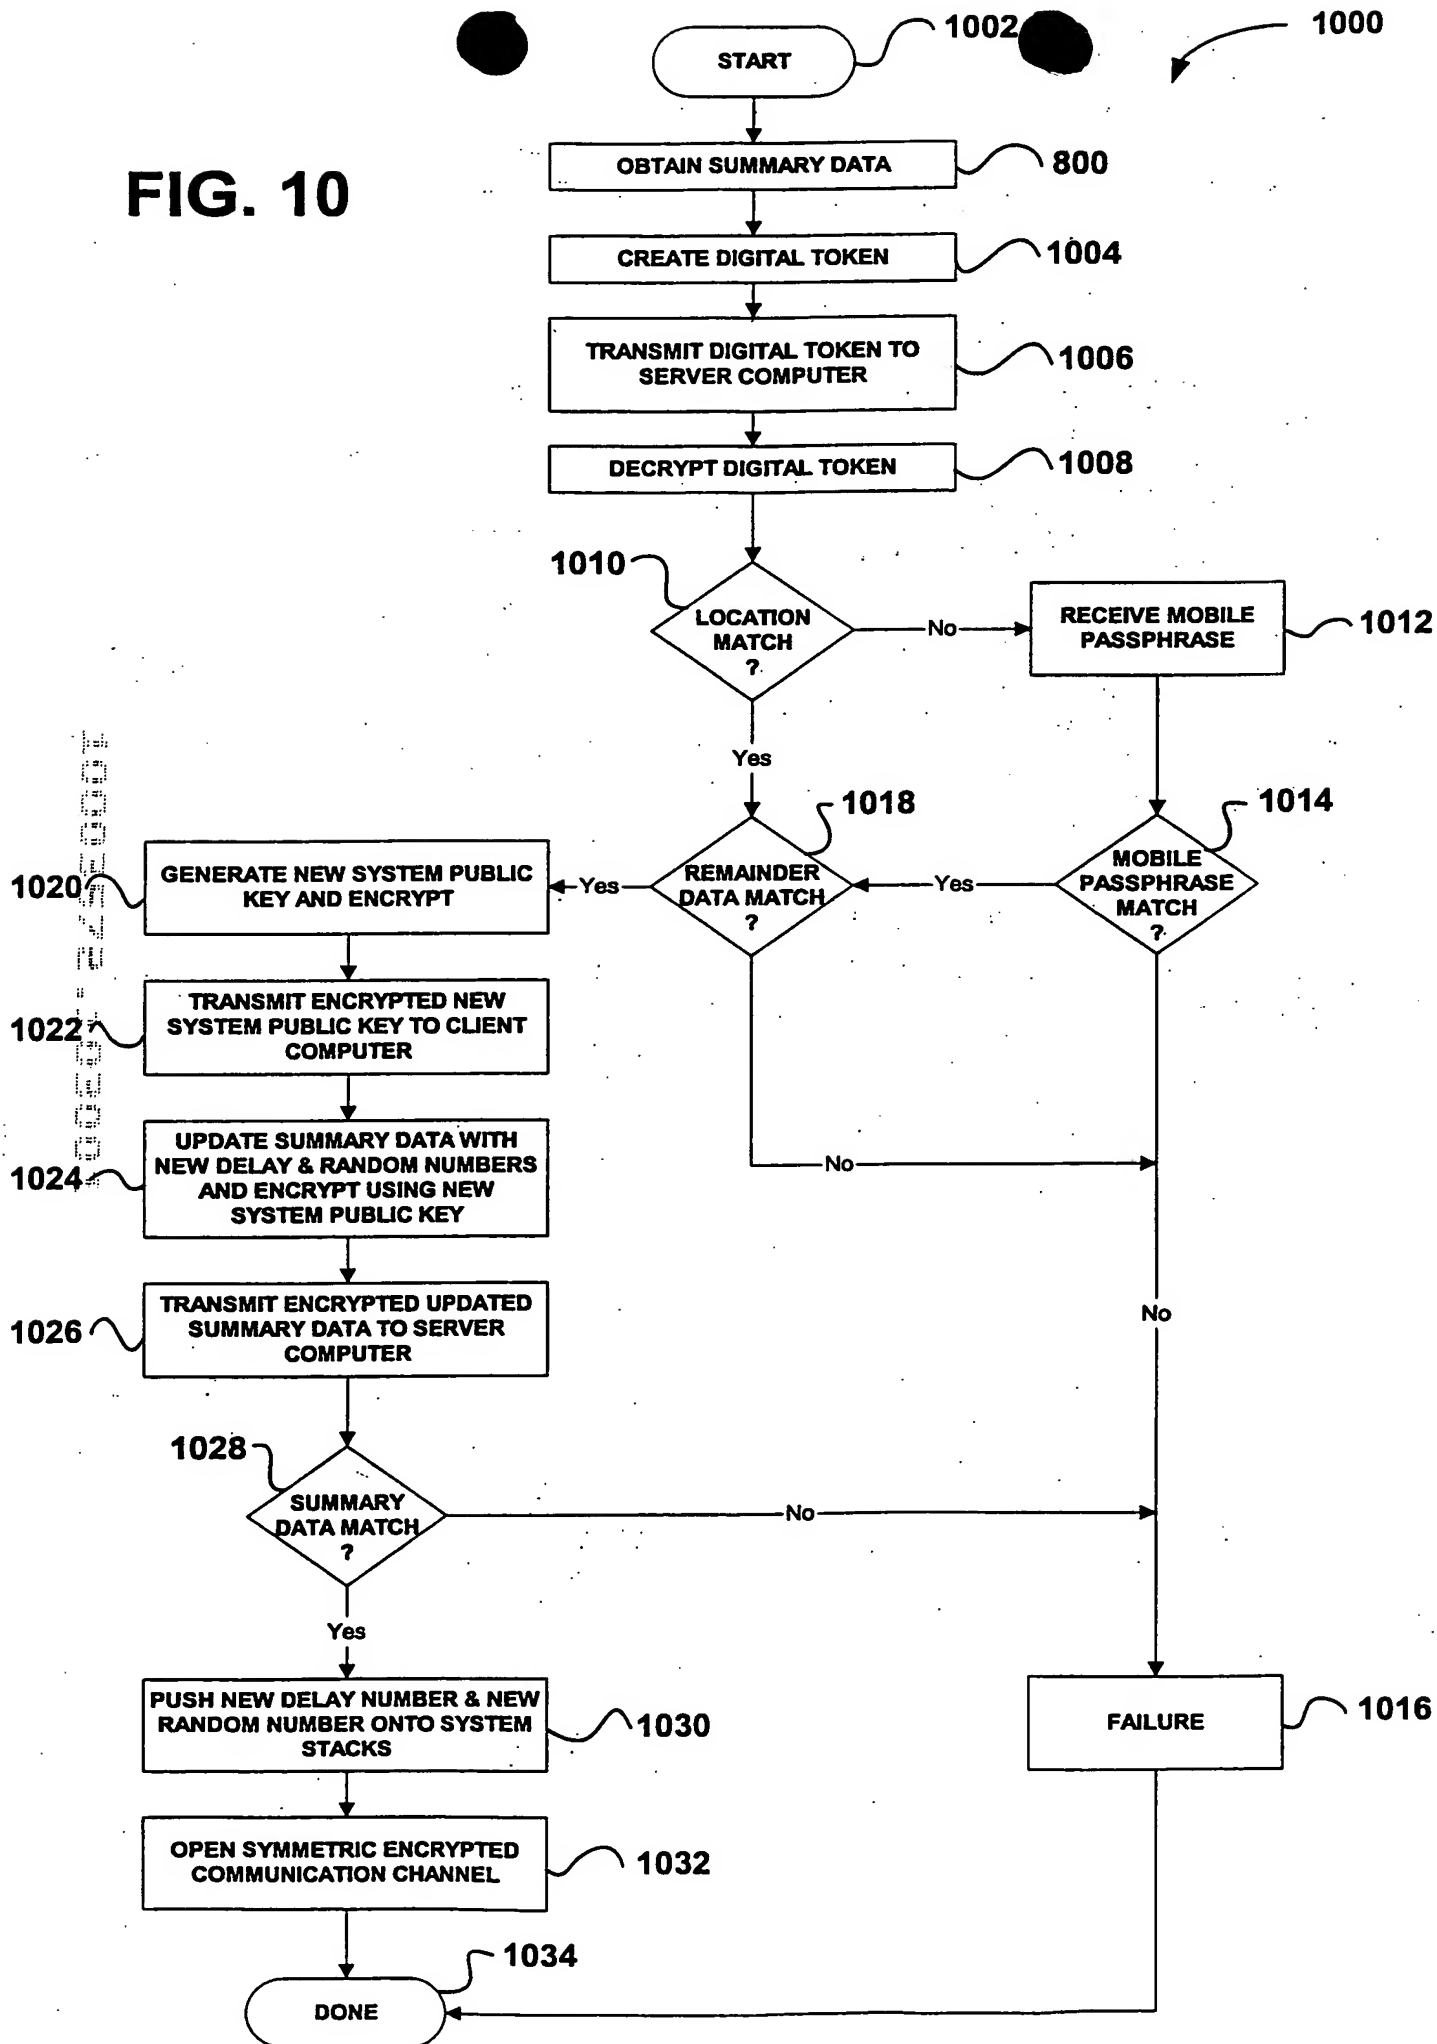 1002
1000
START
FIG. 10
OBTAIN SUMMARY DATA
800
CREATE DIGITAL TOKEN
1004
TRANSMIT DIGITAL TOKEN TO
SERVER COMPUTER
1006
DECRYPT DIGITAL TOKEN
1008
1010
LOCATION
MATCH
?
No
RECEIVE MOBILE
PASSPHRASE
1012
Yes
1018
1014
REMAINDER
DATA MATCH
?
Yes
MOBILE
PASSPHRASE
MATCH
?
Yes
GENERATE NEW SYSTEM PUBLIC
KEY AND ENCRYPT
1020
TRANSMIT ENCRYPTED NEW
SYSTEM PUBLIC KEY TO CLIENT
COMPUTER
1022
UPDATE SUMMARY DATA WITH
NEW DELAY & RANDOM NUMBERS
AND ENCRYPT USING NEW
SYSTEM PUBLIC KEY
1024
No
TRANSMIT ENCRYPTED UPDATED
SUMMARY DATA TO SERVER
COMPUTER
1026
No
1028
SUMMARY
DATA MATCH
?
No
Yes
PUSH NEW DELAY NUMBER & NEW
RANDOM NUMBER ONTO SYSTEM
STACKS
1030
FAILURE
1016
OPEN SYMMETRIC ENCRYPTED
COMMUNICATION CHANNEL
1032
1034
DONE